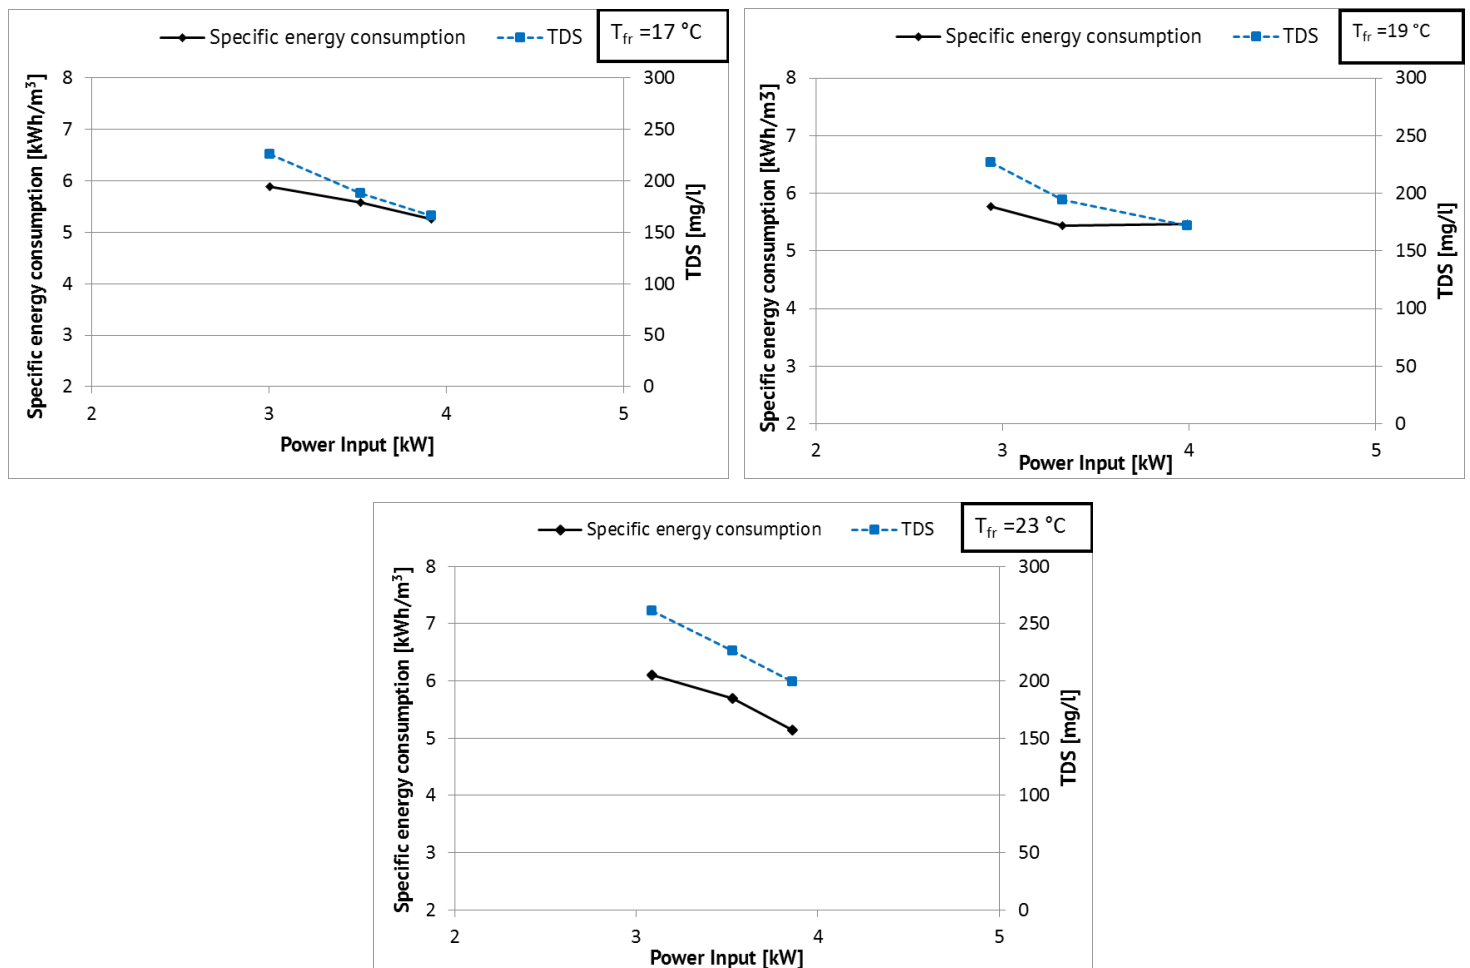 Specific energy consumption TDS T_fr =17 °C
Specific energy consumption [kWh/m³]
8
7
6
5
4
3
2
300
250
200
150
100
50
0
TDS [mg/l]
2 3 4 5
Power Input [kW]
Specific energy consumption TDS T_fr =19 °C
Specific energy consumption [kWh/m3]
8
7
6
5
4
3
2
300
250
200
150
100
50
0
TDS [mg/l]
2 3 4 5
Power Input [kW]
Specific energy consumption TDS T_fr =23 °C
Specific energy consumption [kWh/m³]
8
7
6
5
4
3
2
300
250
200
150
100
50
0
TDS [mg/l]
2 3 4 5
Power Input [kW]